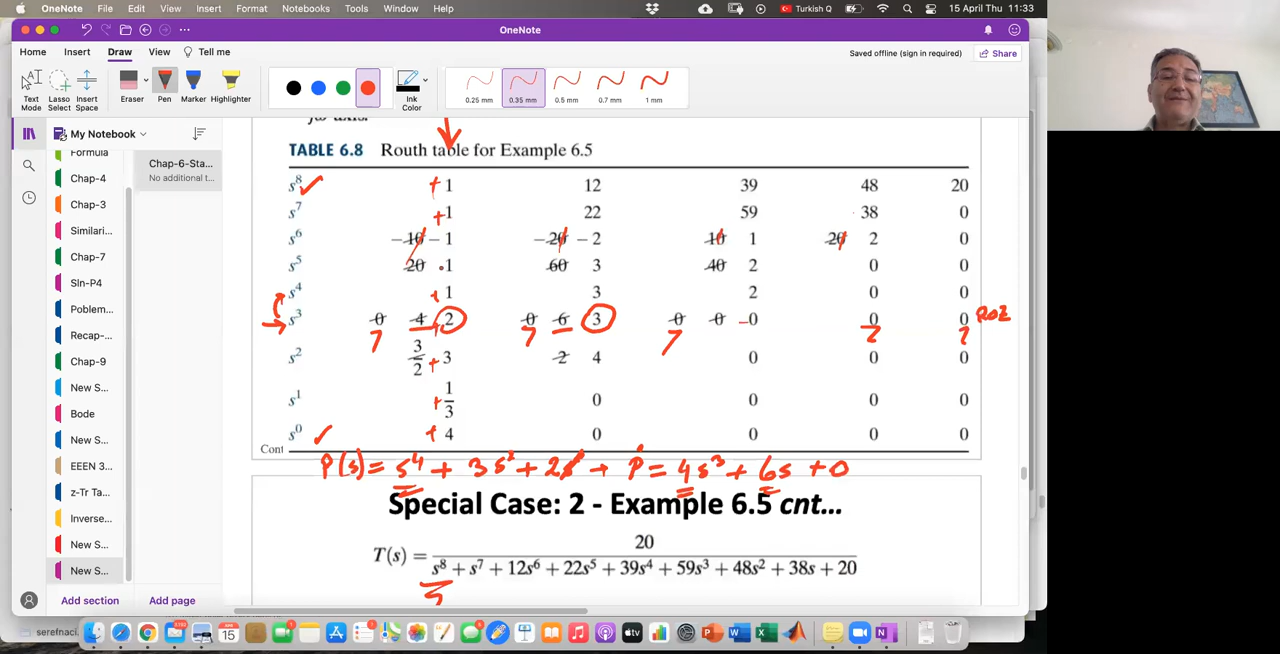 OneNote File Edit View Insert Format Notebooks Tools Window Help Turkish Q 15 April Thu 11:33
OneNote
Home Insert Draw View Tell me Saved offline (sign in required) Share
Text Mode
Lasso Select
Insert Space
Eraser
Pen
Marker
Highlighter
Ink Color
0.25 mm
0.35 mm
0.5 mm
0.7 mm
1 mm
My Notebook
Formula
Chap-4
Chap-3
Similari...
Chap-7
Sln-P4
Poblem...
Recap-...
Chap-9
New S...
Bode
New S...
EEEN 3...
z-Tr Ta...
Inverse...
New S...
New S...
Add section
Chap-6-Sta...
No additional t...
Add page
jω-axis.
TABLE 6.8 Routh table for Example 6.5
s⁸ ✓ + 1 12 39 48 20
s⁷ + 1 22 59 38 0
s⁶ −10 −1 −20 −2 10 1 20 2 0
s⁵ 20 1 60 3 40 2 0 0
s⁴ + 1 3 2 0 0
s³ 0 4 2 0 6 3 0 0 0 0 0 ROZ
s² 3/2 + 3 2 4 0 0 0
s¹ + 1/3 0 0 0 0
s⁰ ✓ + 4 0 0 0 0
Cont
P(s) = s⁴ + 3s² + 2 → Ṗ = 4s³ + 6s + 0
Special Case: 2 - Example 6.5 cnt...
T(s) = 20 / s⁸ + s⁷ + 12s⁶ + 22s⁵ + 39s⁴ + 59s³ + 48s² + 38s + 20